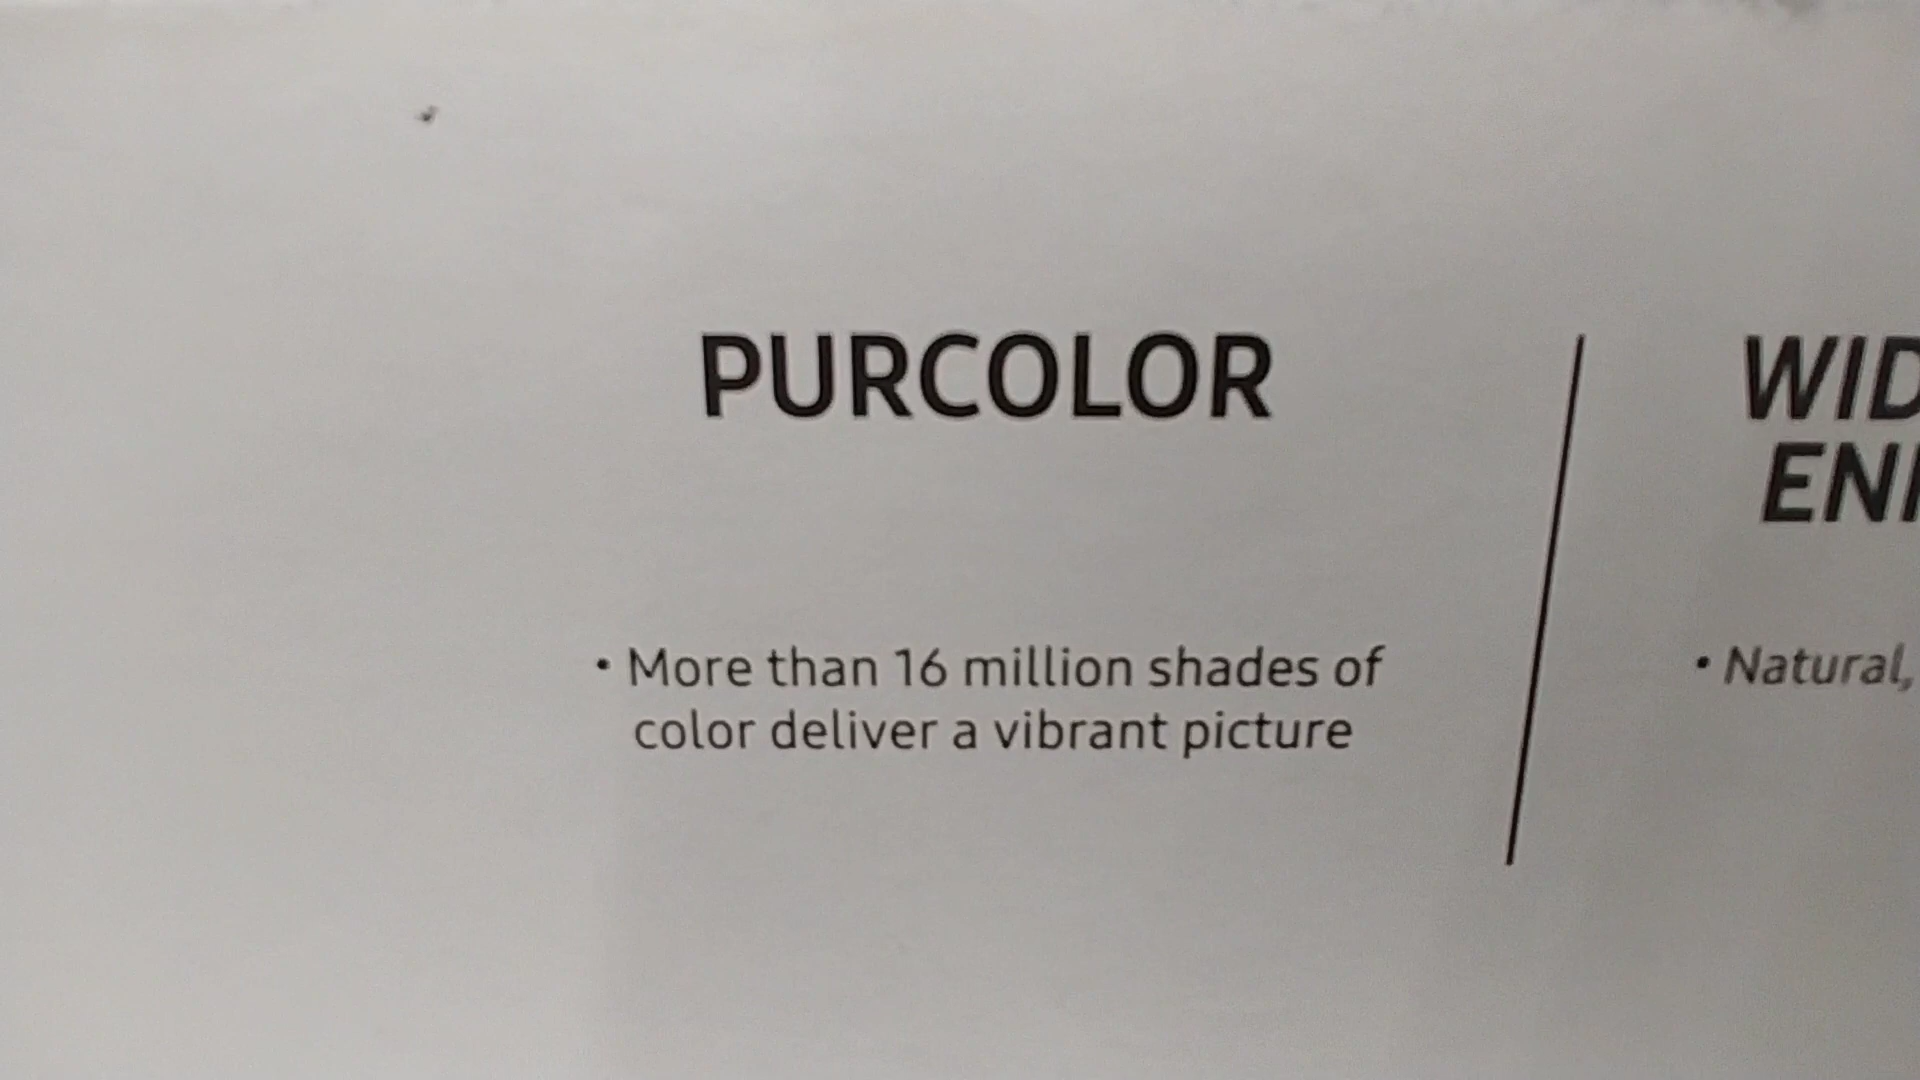 PURCOLOR
• More than 16 million shades of
color deliver a vibrant picture
• Natural,